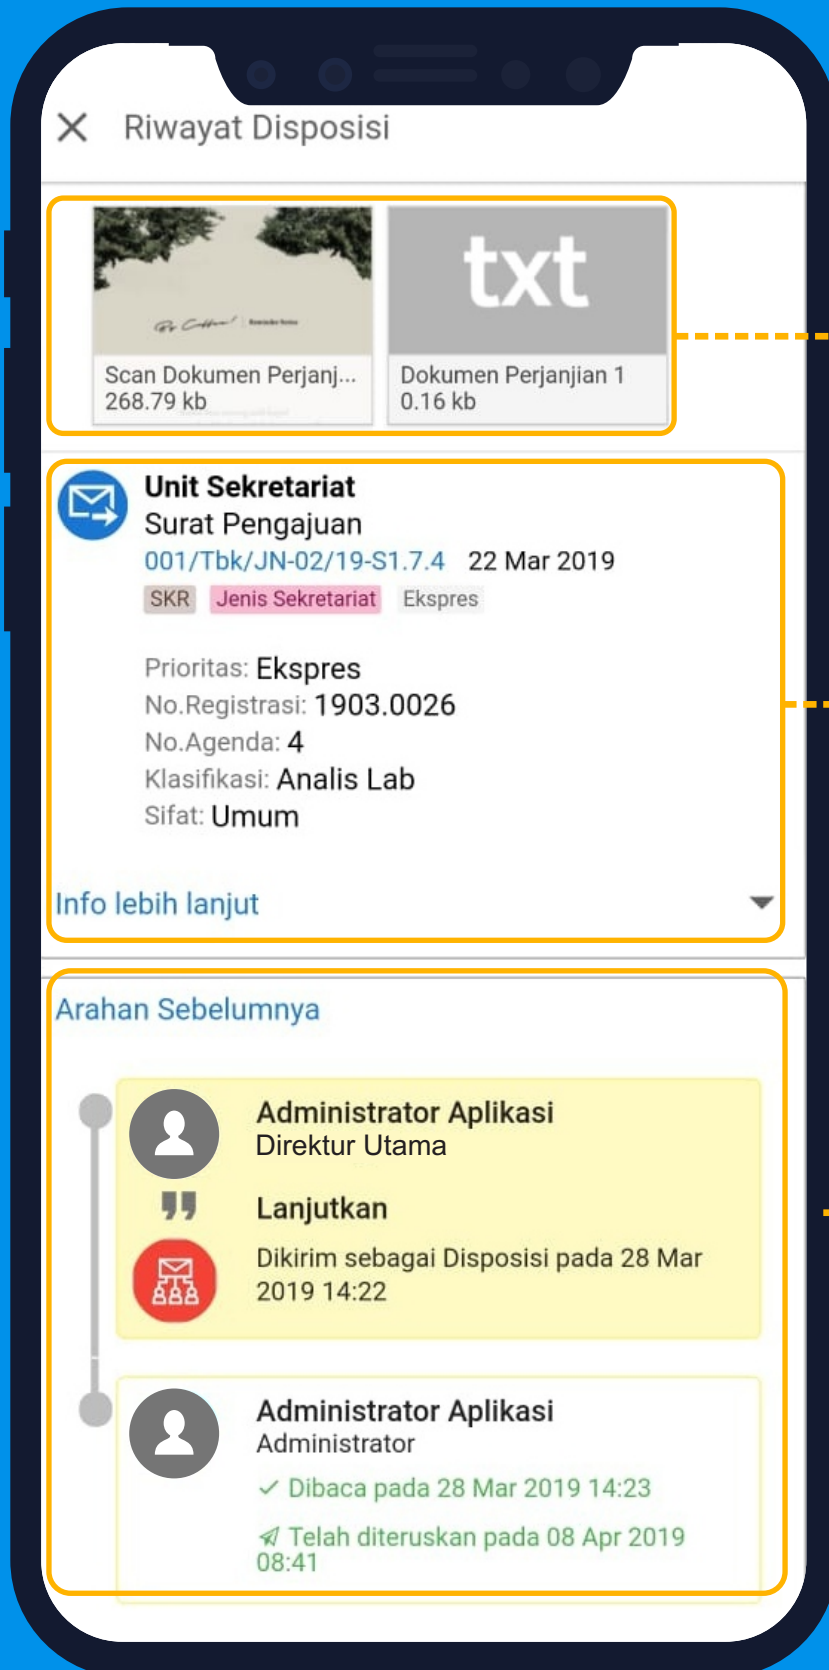 Riwayat Disposisi
txt
Scan Dokumen Perjanj...
268.79 kb
Dokumen Perjanjian 1
0.16 kb
Unit Sekretariat
Surat Pengajuan
001/Tbk/JN-02/19-S1.7.4 22 Mar 2019
SKR Jenis Sekretariat Ekspres
Prioritas: Ekspres
No.Registrasi: 1903.0026
No.Agenda: 4
Klasifikasi: Analis Lab
Sifat: Umum
Info lebih lanjut
Arahan Sebelumnya
Administrator Aplikasi
Direktur Utama
Lanjutkan
Dikirim sebagai Disposisi pada 28 Mar
2019 14:22
Administrator Aplikasi
Administrator
Dibaca pada 28 Mar 2019 14:23
Telah diteruskan pada 08 Apr 2019
08:41